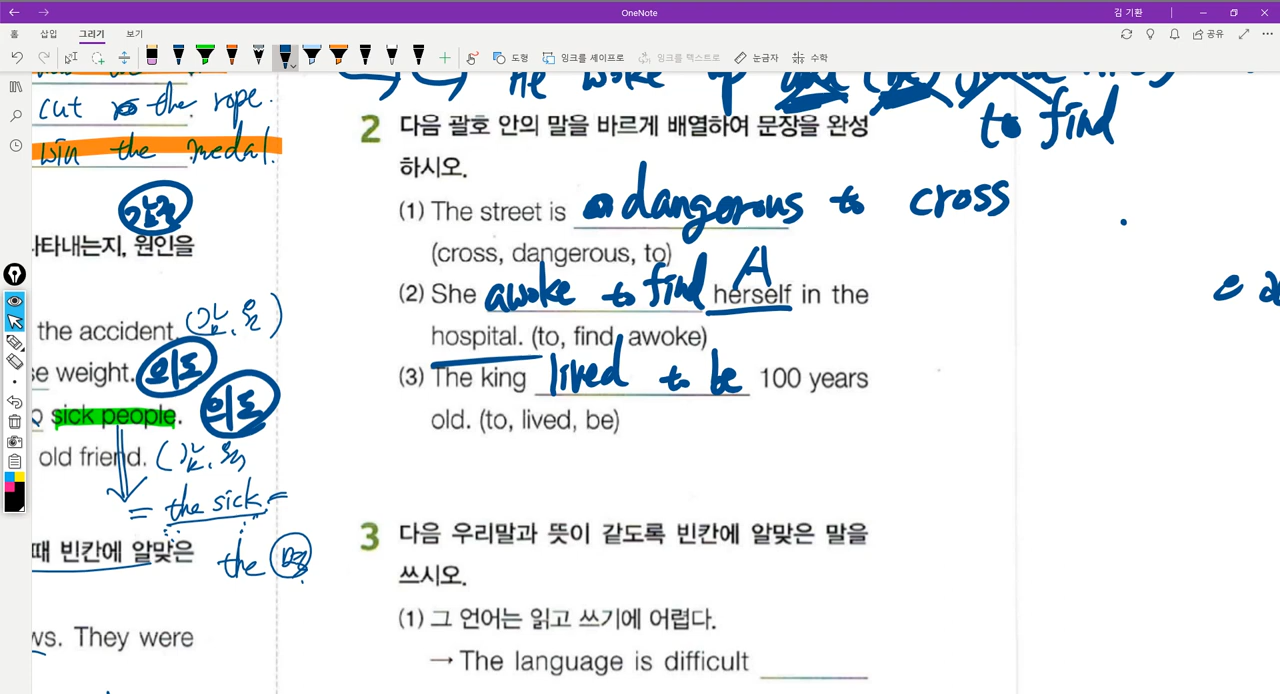 OneNote
김 기환
홈 삽입 그리기 보기
공유
도형 잉크를 셰이프로 잉크를 텍스트로 눈금자 수학
He woke up
to find
cut the rope.
win the medal.
2 다음 괄호 안의 말을 바르게 배열하여 문장을 완성
하시오.
(1) The street is dangerous to cross
(cross, dangerous, to)
(2) She awoke to find herself in the
A
hospital. (to, find, awoke)
(3) The king lived to be 100 years
old. (to, lived, be)
3 다음 우리말과 뜻이 같도록 빈칸에 알맞은 말을
쓰시오.
(1) 그 언어는 읽고 쓰기에 어렵다.
→ The language is difficult
타내는지, 원인을
the accident.
se weight. 의도
sick people. 의도
old friend.
= the sick =
때 빈칸에 알맞은
the
ws. They were